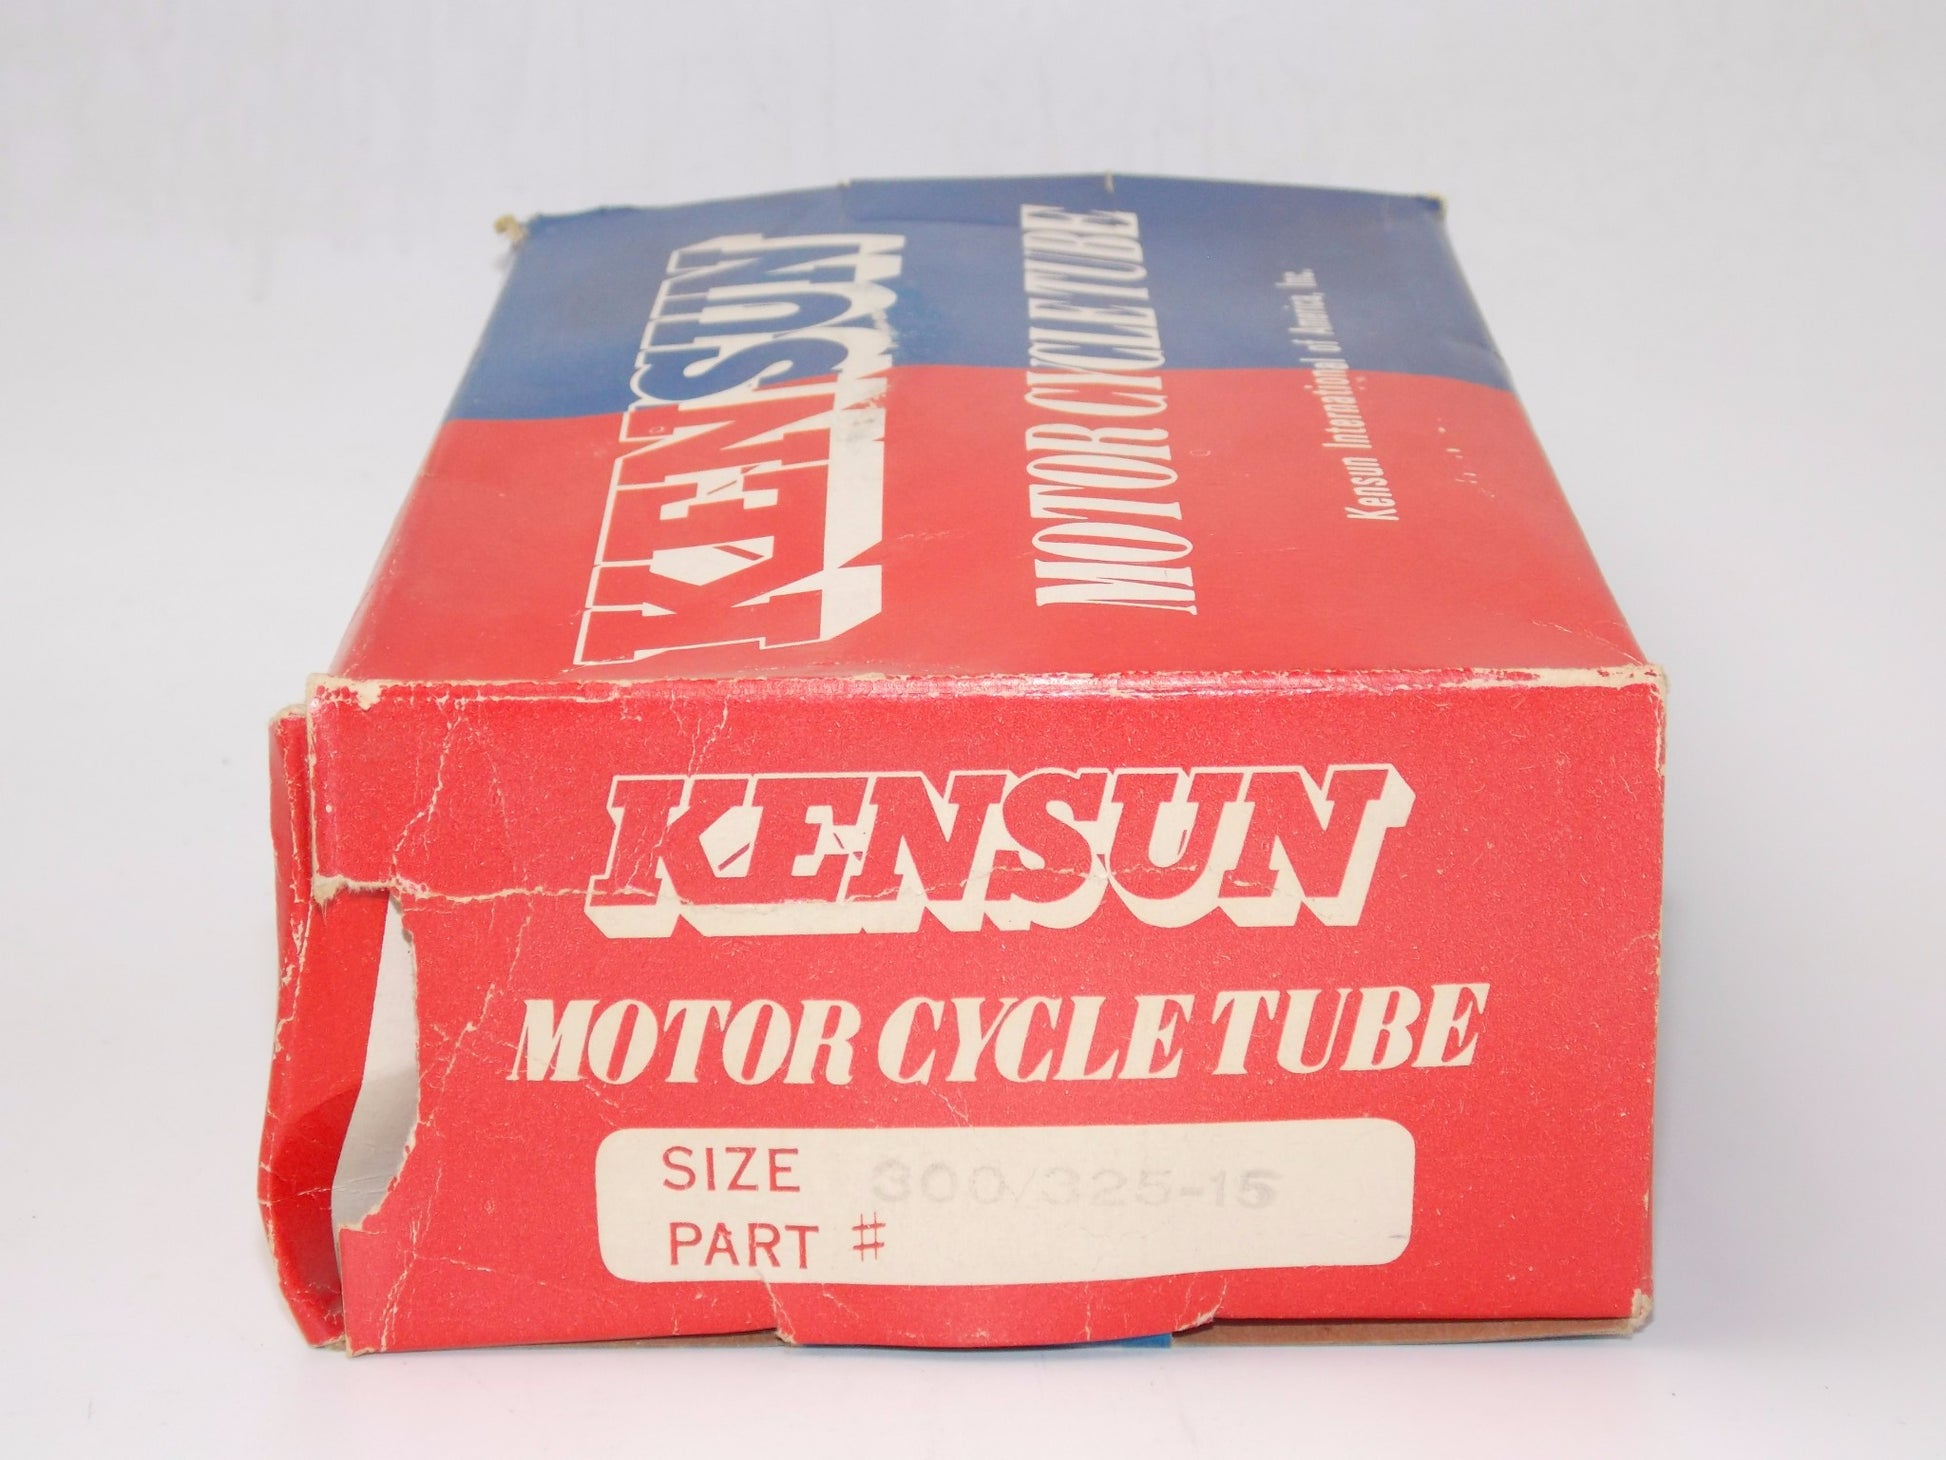 KENSUN
MOTOR CYCLE TUBE
Kensun International of America, Inc.
KENSUN
MOTOR CYCLE TUBE
SIZE 300/325-15
PART #